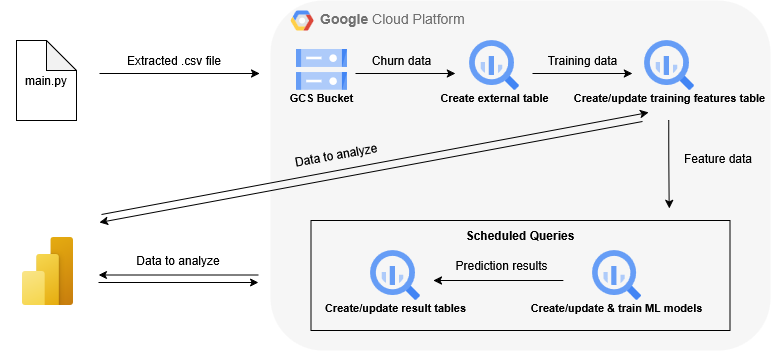 Google Cloud Platform
main.py
Extracted .csv file
GCS Bucket
Churn data
Create external table
Training data
Create/update training features table
Data to analyze
Feature data
Scheduled Queries
Data to analyze
Prediction results
Create/update result tables
Create/update & train ML models